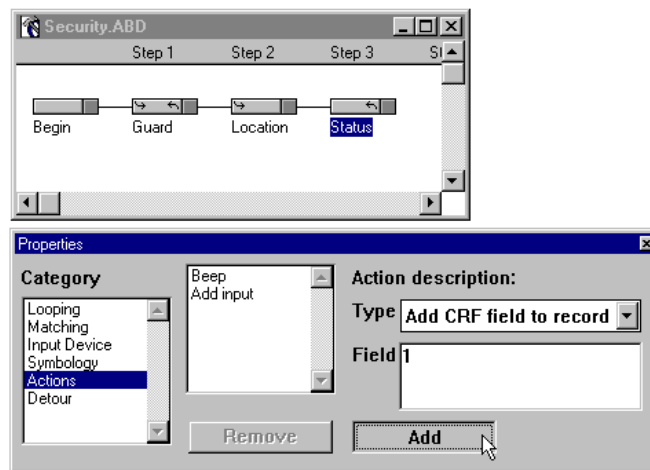 Security.ABD
Step 1 Step 2 Step 3
Begin Guard Location Status
Properties
Category
Looping
Matching
Input Device
Symbology
Actions
Detour
Beep
Add input
Remove
Action description:
Type Add CRF field to record
Field 1
Add